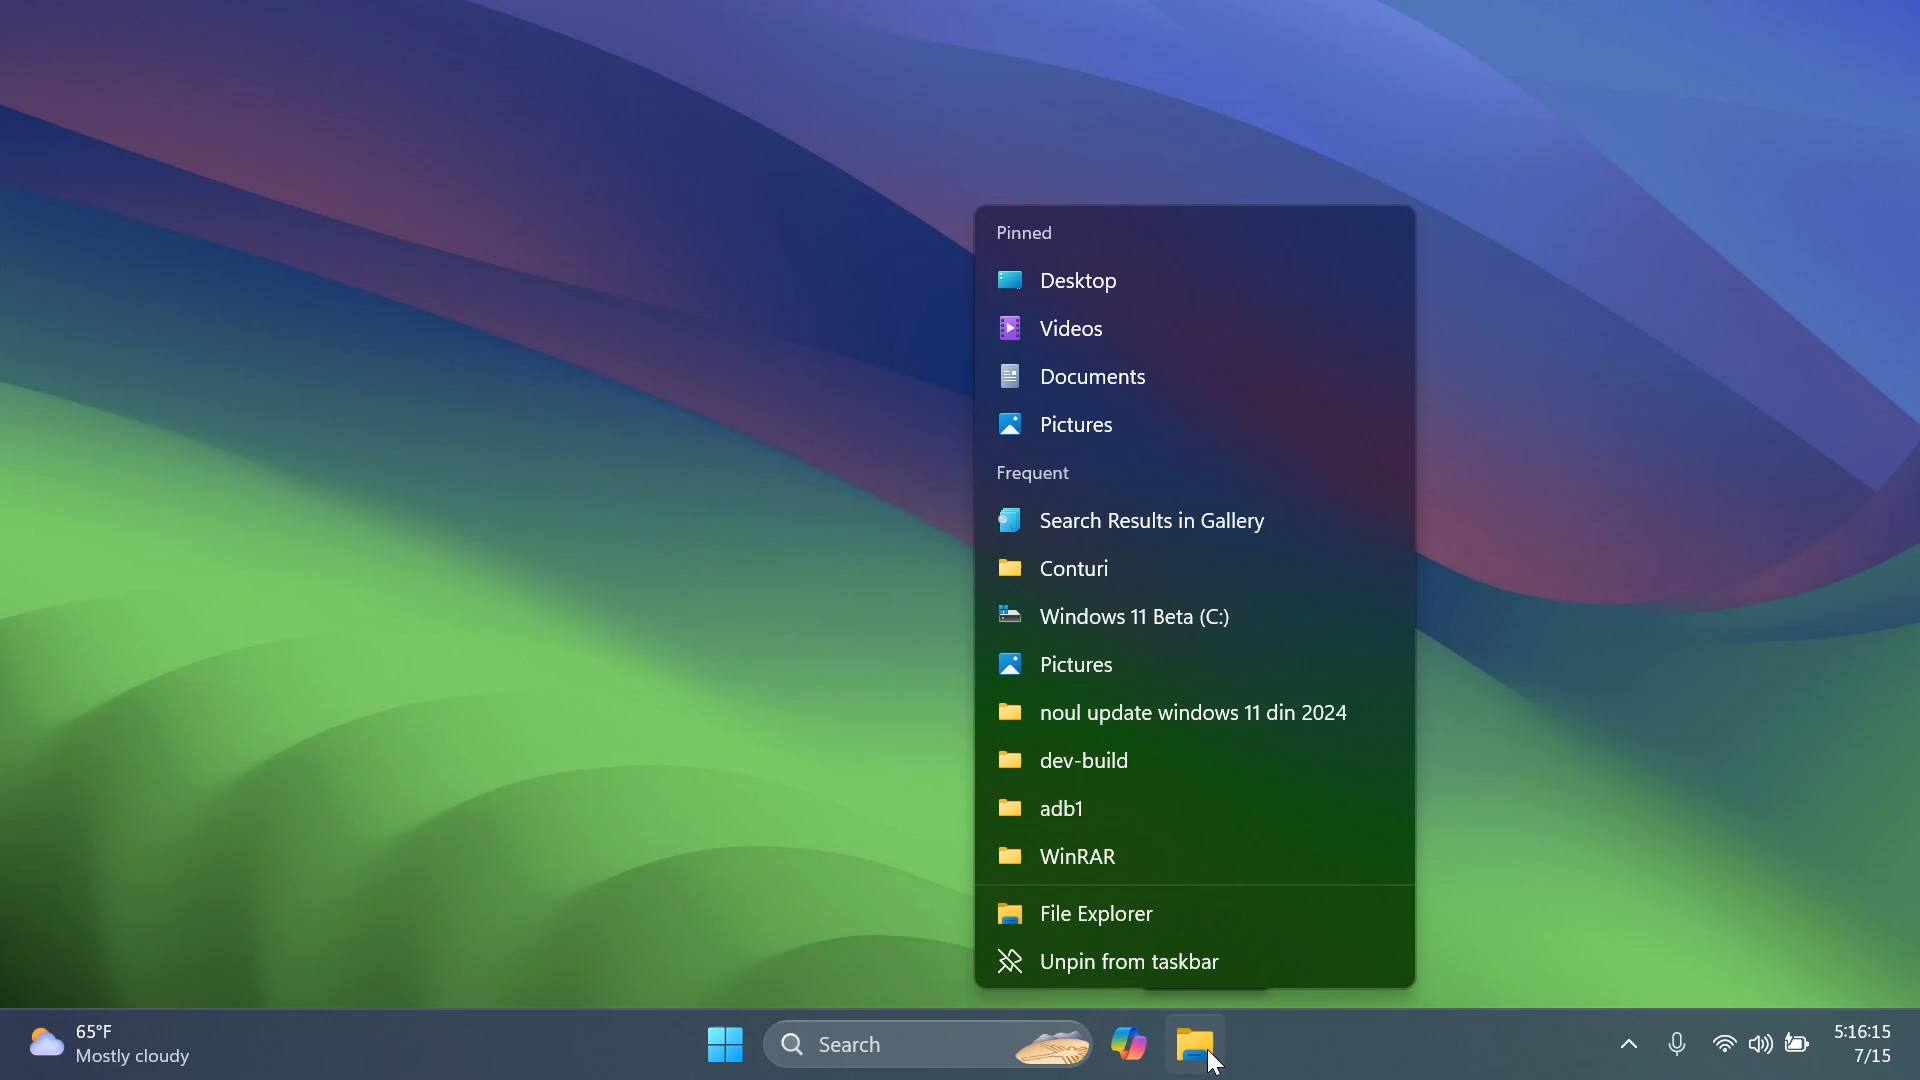 Pinned
Desktop
Videos
Documents
Pictures
Frequent
Search Results in Gallery
Conturi
Windows 11 Beta (C:)
Pictures
noul update windows 11 din 2024
dev-build
adb1
WinRAR
File Explorer
Unpin from taskbar
65°F
Mostly cloudy
Search
5:16:15
7/15